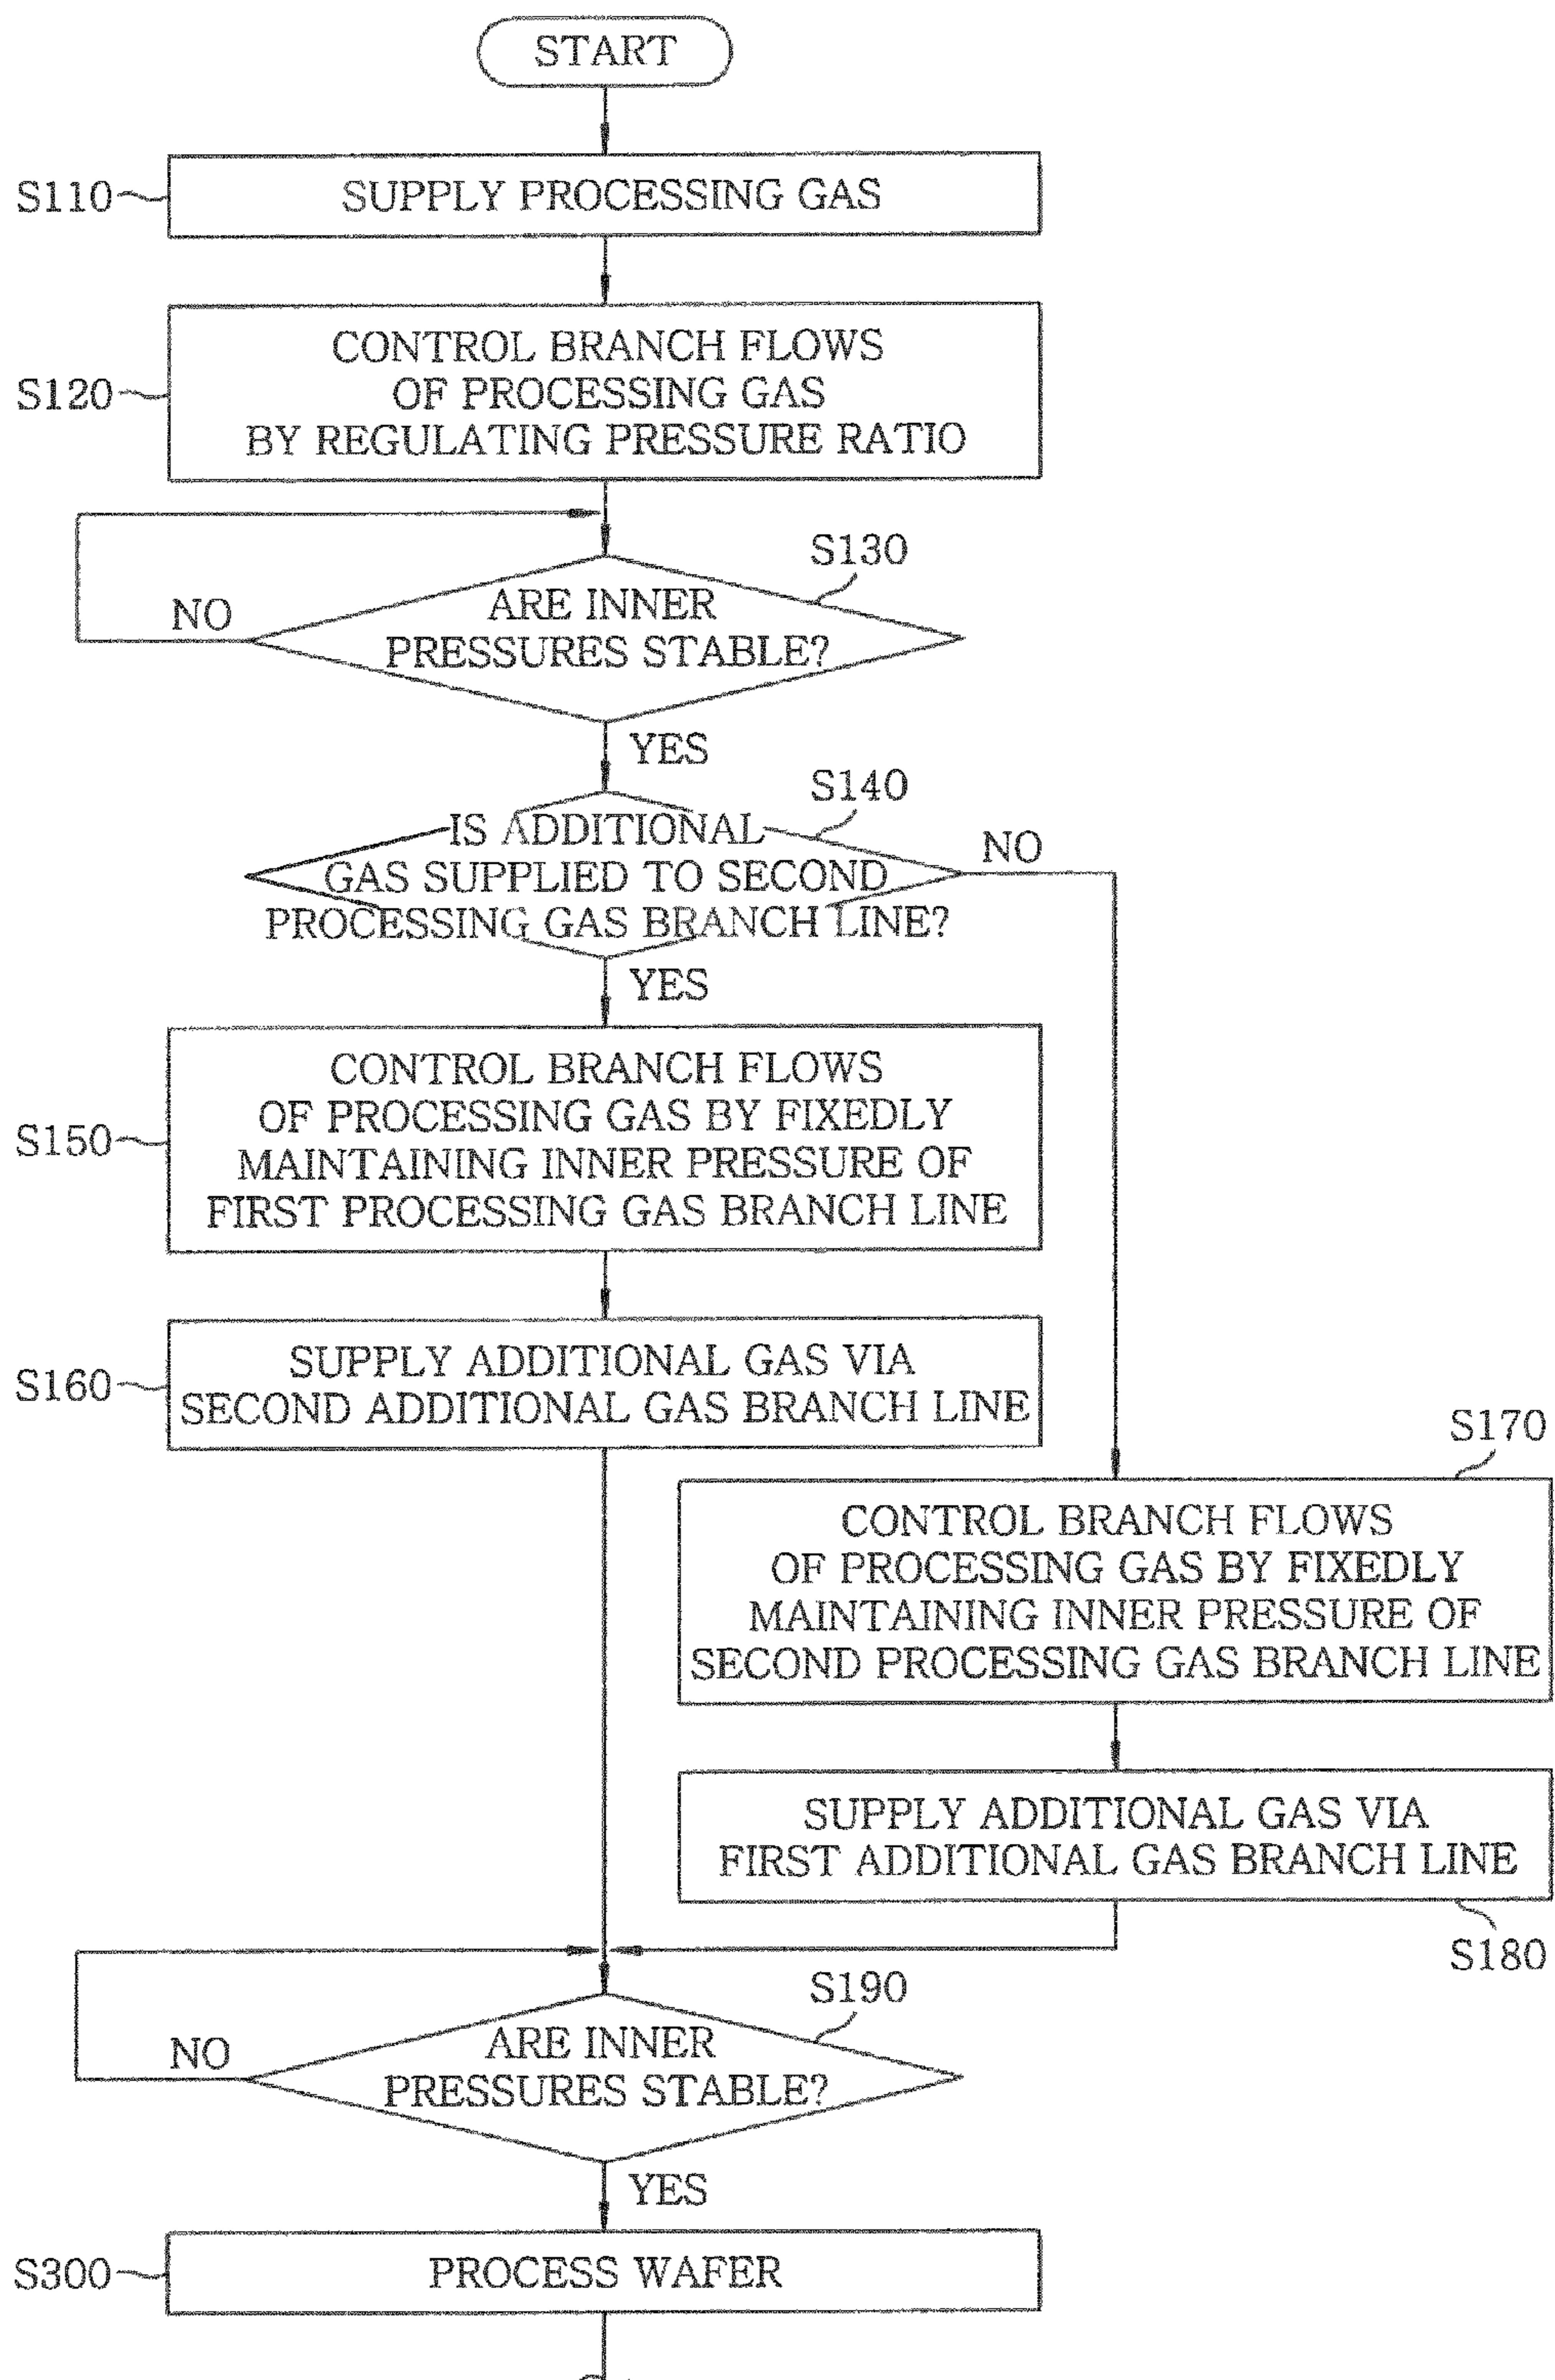 START
S110
SUPPLY PROCESSING GAS
S120
CONTROL BRANCH FLOWS
OF PROCESSING GAS
BY REGULATING PRESSURE RATIO
S130
ARE INNER
PRESSURES STABLE?
NO
YES
S140
IS ADDITIONAL
GAS SUPPLIED TO SECOND
PROCESSING GAS BRANCH LINE?
NO
YES
S150
CONTROL BRANCH FLOWS
OF PROCESSING GAS BY FIXEDLY
MAINTAINING INNER PRESSURE OF
FIRST PROCESSING GAS BRANCH LINE
S160
SUPPLY ADDITIONAL GAS VIA
SECOND ADDITIONAL GAS BRANCH LINE
S170
CONTROL BRANCH FLOWS
OF PROCESSING GAS BY FIXEDLY
MAINTAINING INNER PRESSURE OF
SECOND PROCESSING GAS BRANCH LINE
SUPPLY ADDITIONAL GAS VIA
FIRST ADDITIONAL GAS BRANCH LINE
S180
S190
ARE INNER
PRESSURES STABLE?
NO
YES
S300
PROCESS WAFER